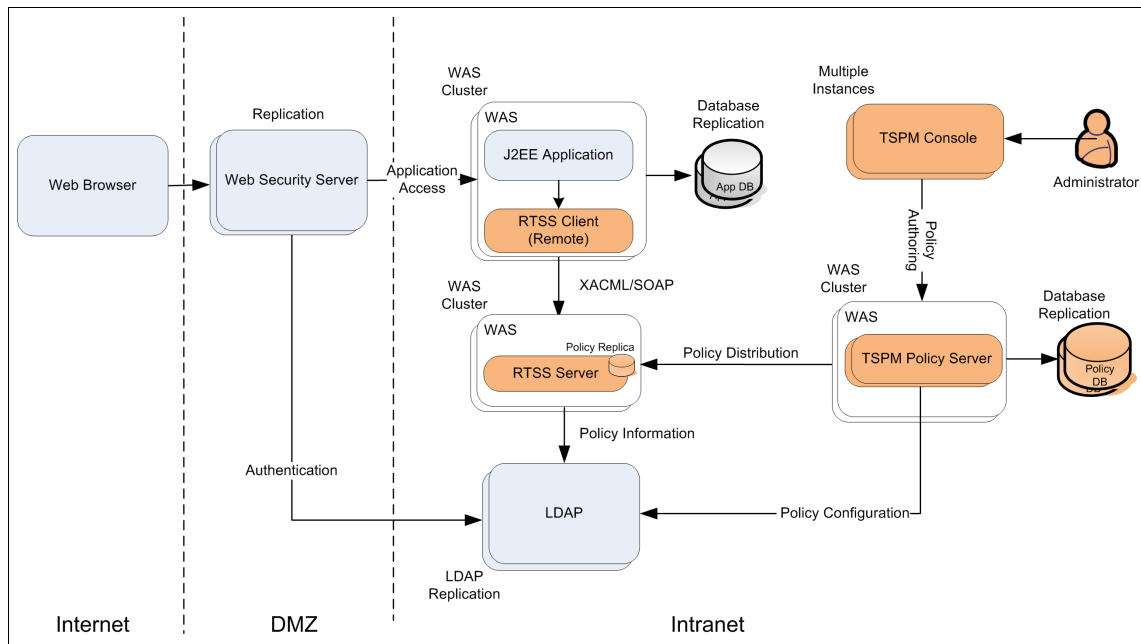 Web Browser
Replication
Web Security Server
Application
Access
WAS
Cluster
WAS
J2EE Application
RTSS Client
(Remote)
Database
Replication
App DB
Multiple
Instances
TSPM Console
Administrator
Policy
Authoring
XACML/SOAP
WAS
Cluster
WAS
Policy Replica
RTSS Server
Policy Distribution
WAS
Cluster
WAS
TSPM Policy Server
Database
Replication
Policy
DB
Policy Information
Authentication
LDAP
Policy Configuration
LDAP
Replication
Internet
DMZ
Intranet